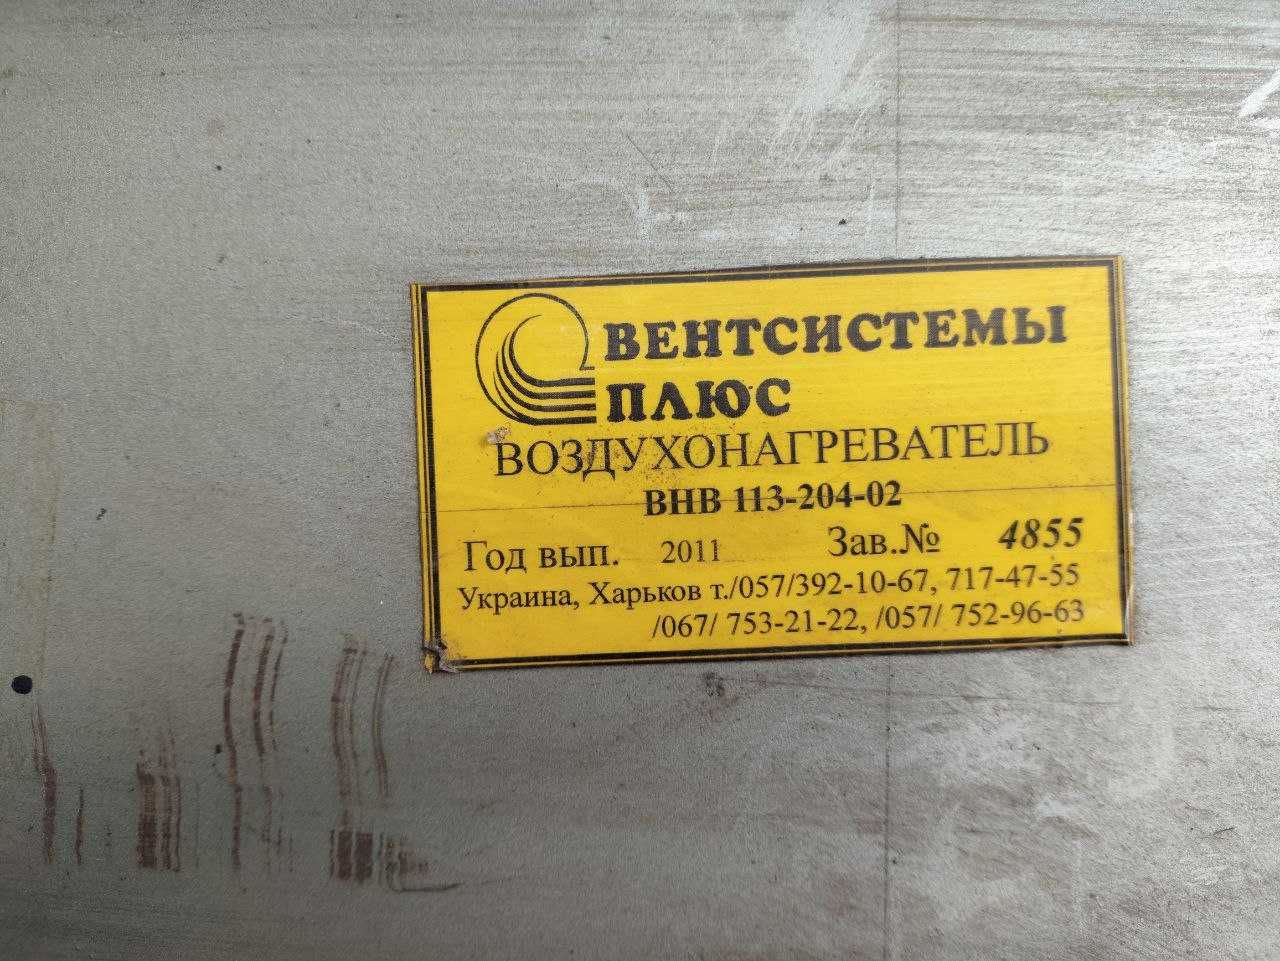 ВЕНТСИСТЕМЫ
ПЛЮС
ВОЗДУХОНАГРЕВАТЕЛЬ
ВНВ 113-204-02
Год вып. 2011 Зав.№ 4855
Украина, Харьков т./057/392-10-67, 717-47-55
/067/ 753-21-22, /057/ 752-96-63